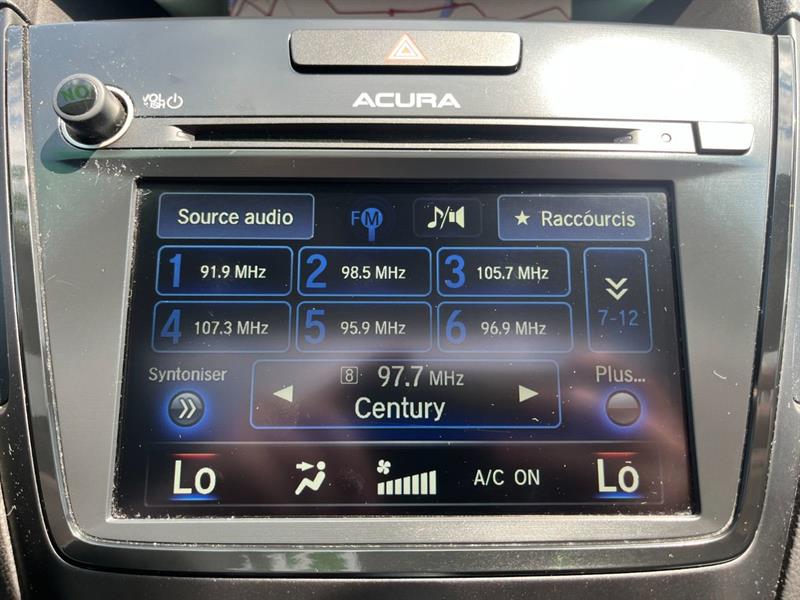 ACURA
VOL
PUSH
Source audio
FM
★ Raccourcis
1 91.9 MHz
2 98.5 MHz
3 105.7 MHz
4 107.3 MHz
5 95.9 MHz
6 96.9 MHz
7-12
Syntoniser
8 97.7 MHz
Century
Plus...
Lo
A/C ON
Lo